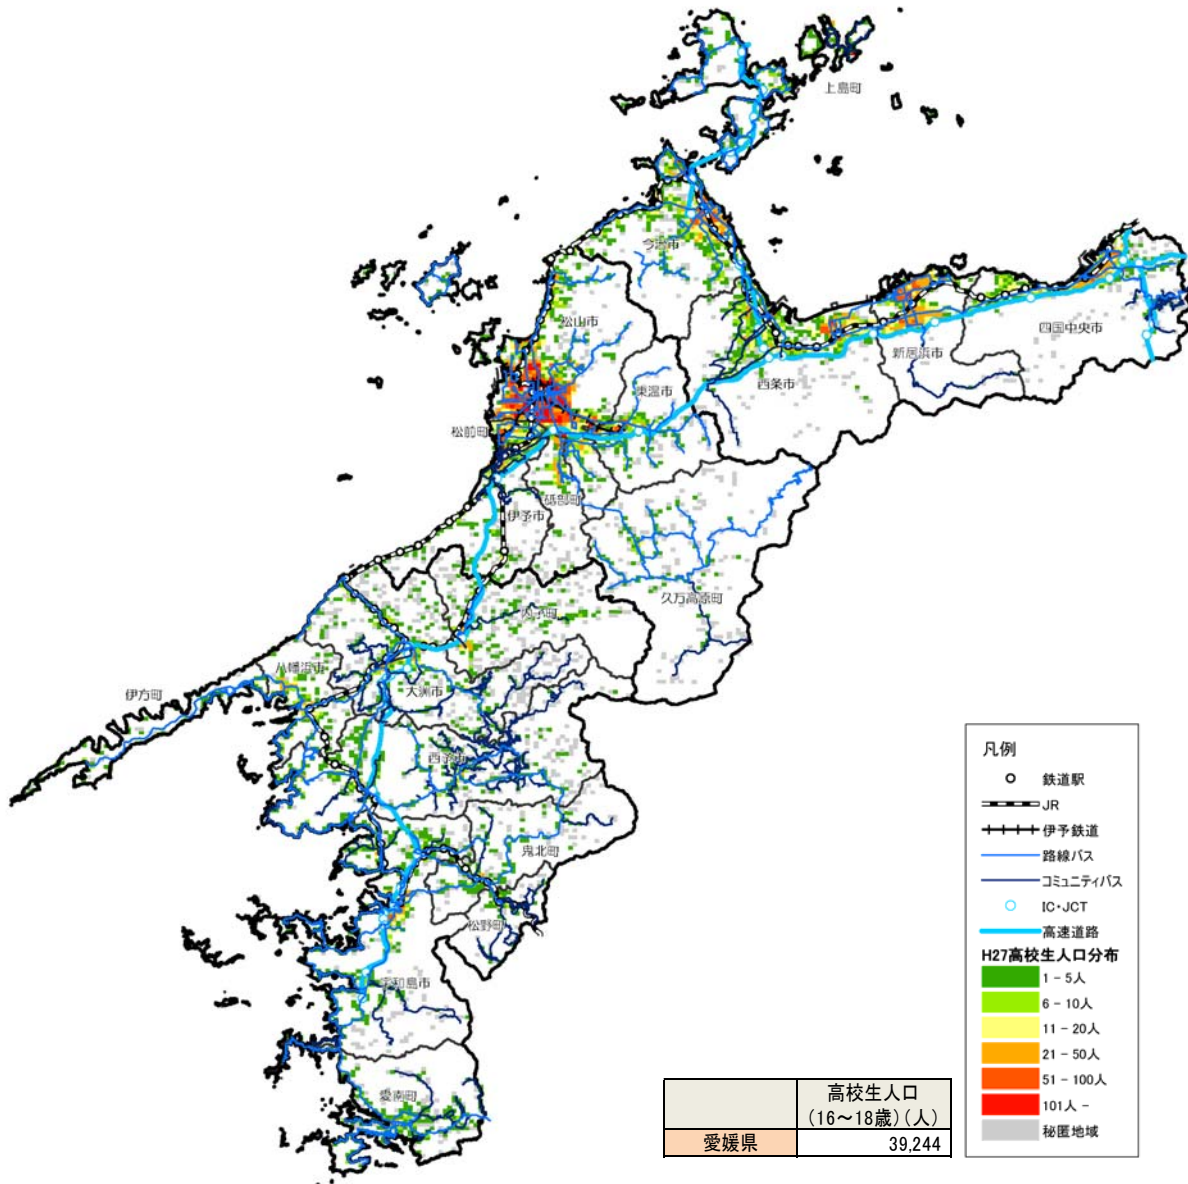 上島町
今治市
松山市
四国中央市
新居浜市
西条市
東温市
松前町
砥部町
伊予市
久万高原町
内子町
八幡浜市
大洲市
伊方町
西予市
鬼北町
松野町
宇和島市
愛南町
凡例
鉄道駅
JR
伊予鉄道
路線バス
コミュニティバス
IC・JCT
高速道路
H27高校生人口分布
1 - 5人
6 - 10人
11 - 20人
21 - 50人
51 - 100人
101人 -
秘匿地域
高校生人口
(16~18歳)(人)
愛媛県 39,244